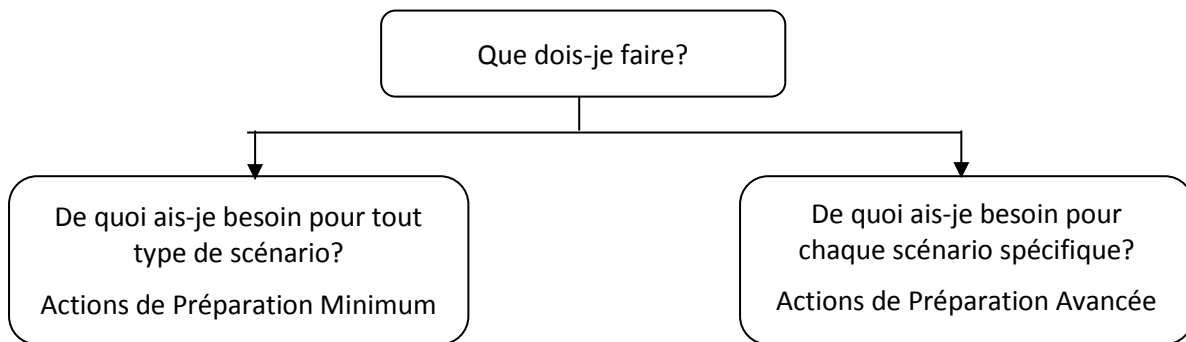 Que dois-je faire?
De quoi ais-je besoin pour tout
type de scénario?
Actions de Préparation Minimum
De quoi ais-je besoin pour
chaque scénario spécifique?
Actions de Préparation Avancée